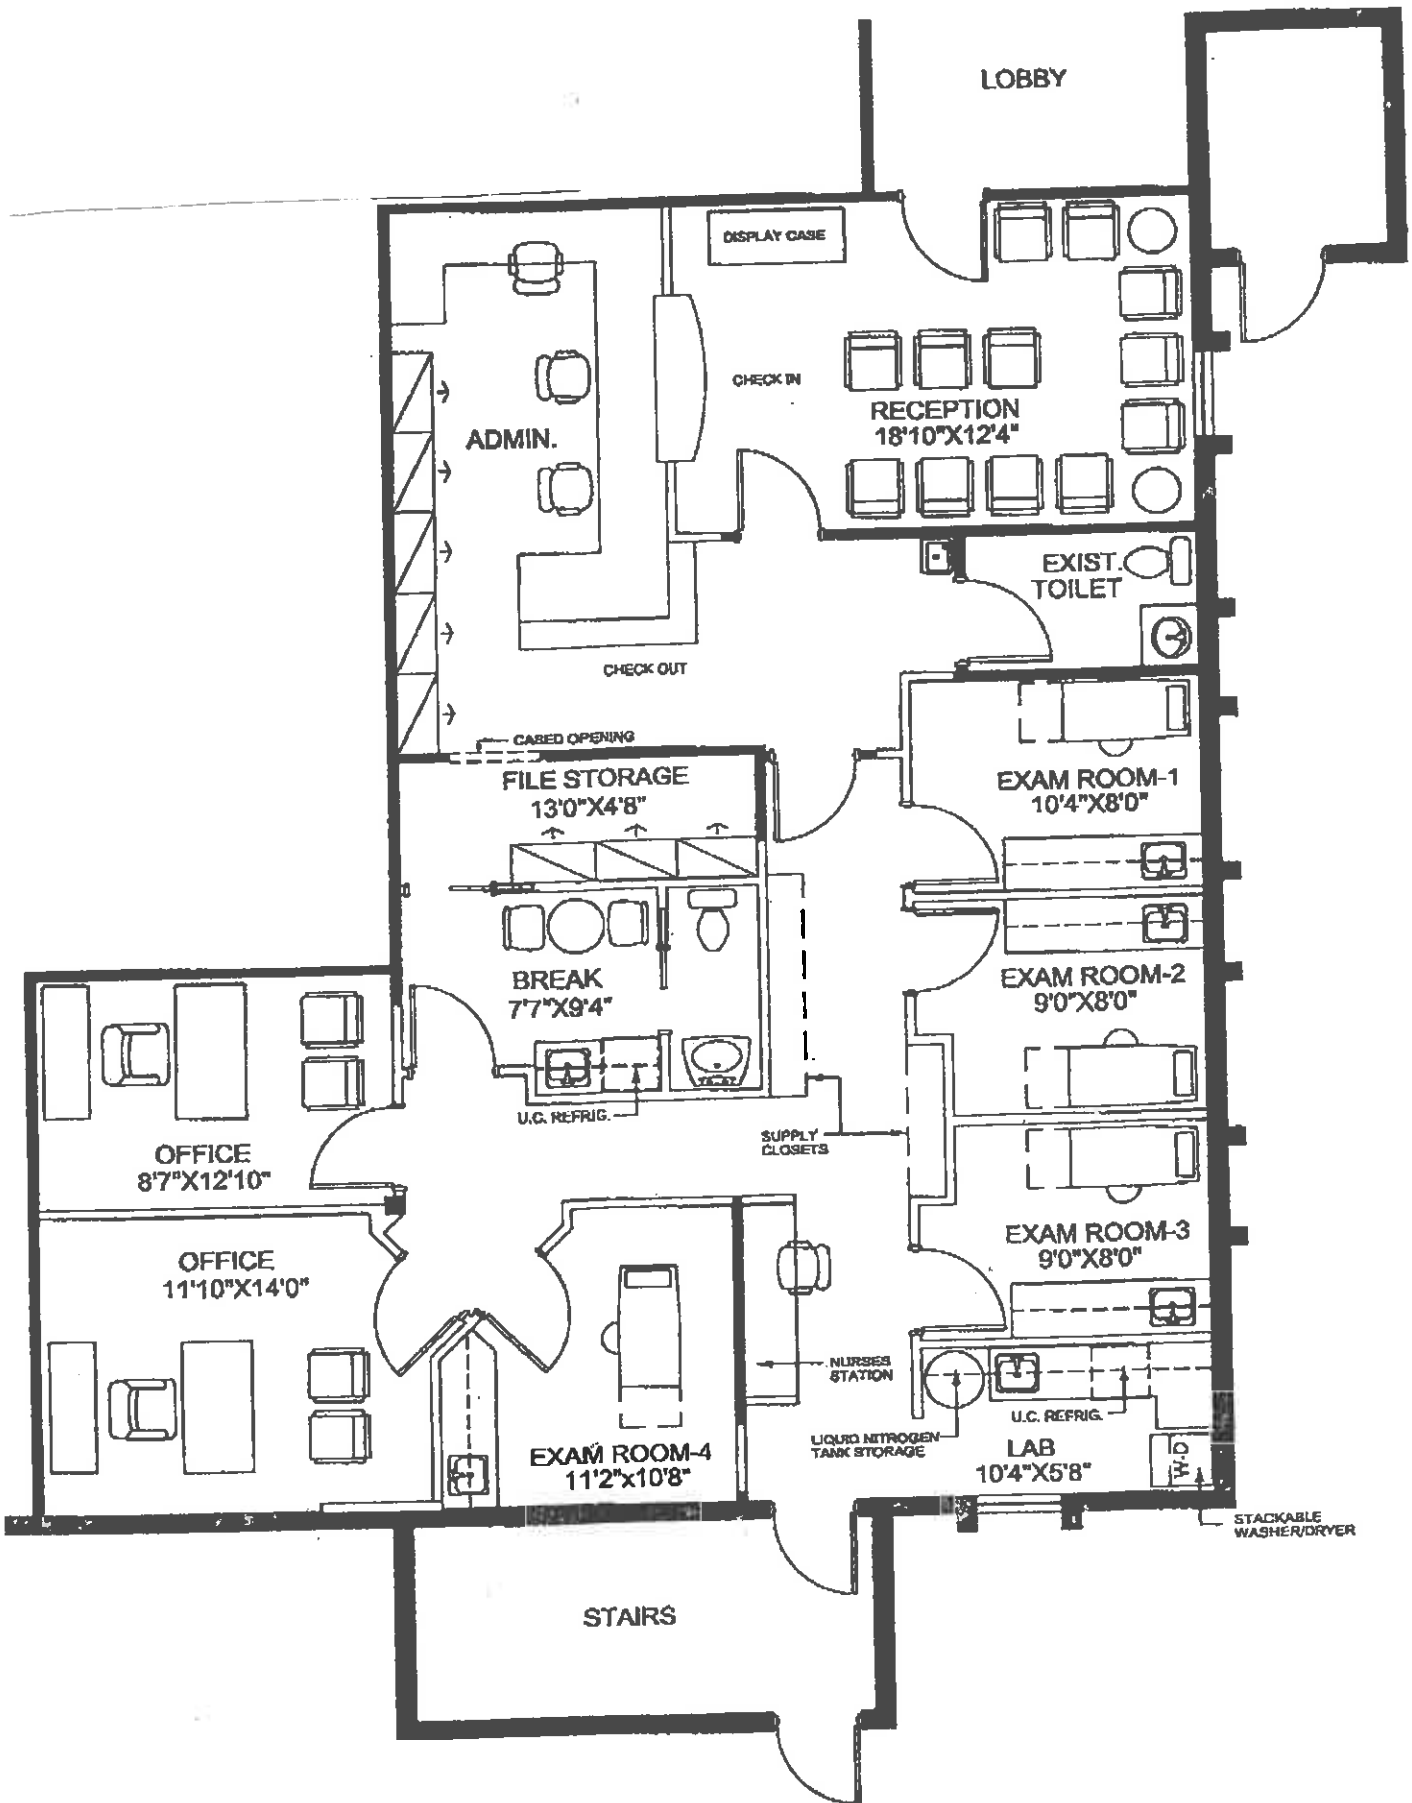 LOBBY
DISPLAY CASE
CHECK IN
RECEPTION
18'10"X12'4"
ADMIN.
EXIST.
TOILET
CHECK OUT
CASED OPENING
FILE STORAGE
13'0"X4'8"
EXAM ROOM-1
10'4"X8'0"
BREAK
7'7"X9'4"
EXAM ROOM-2
9'0"X8'0"
U.C. REFRIG.
SUPPLY
CLOSETS
OFFICE
8'7"X12'10"
EXAM ROOM-3
9'0"X8'0"
OFFICE
11'10"X14'0"
NURSES
STATION
U.C. REFRIG.
LIQUID NITROGEN
TANK STORAGE
LAB
10'4"X5'8"
W-D
EXAM ROOM-4
11'2"x10'8"
STACKABLE
WASHER/DRYER
STAIRS